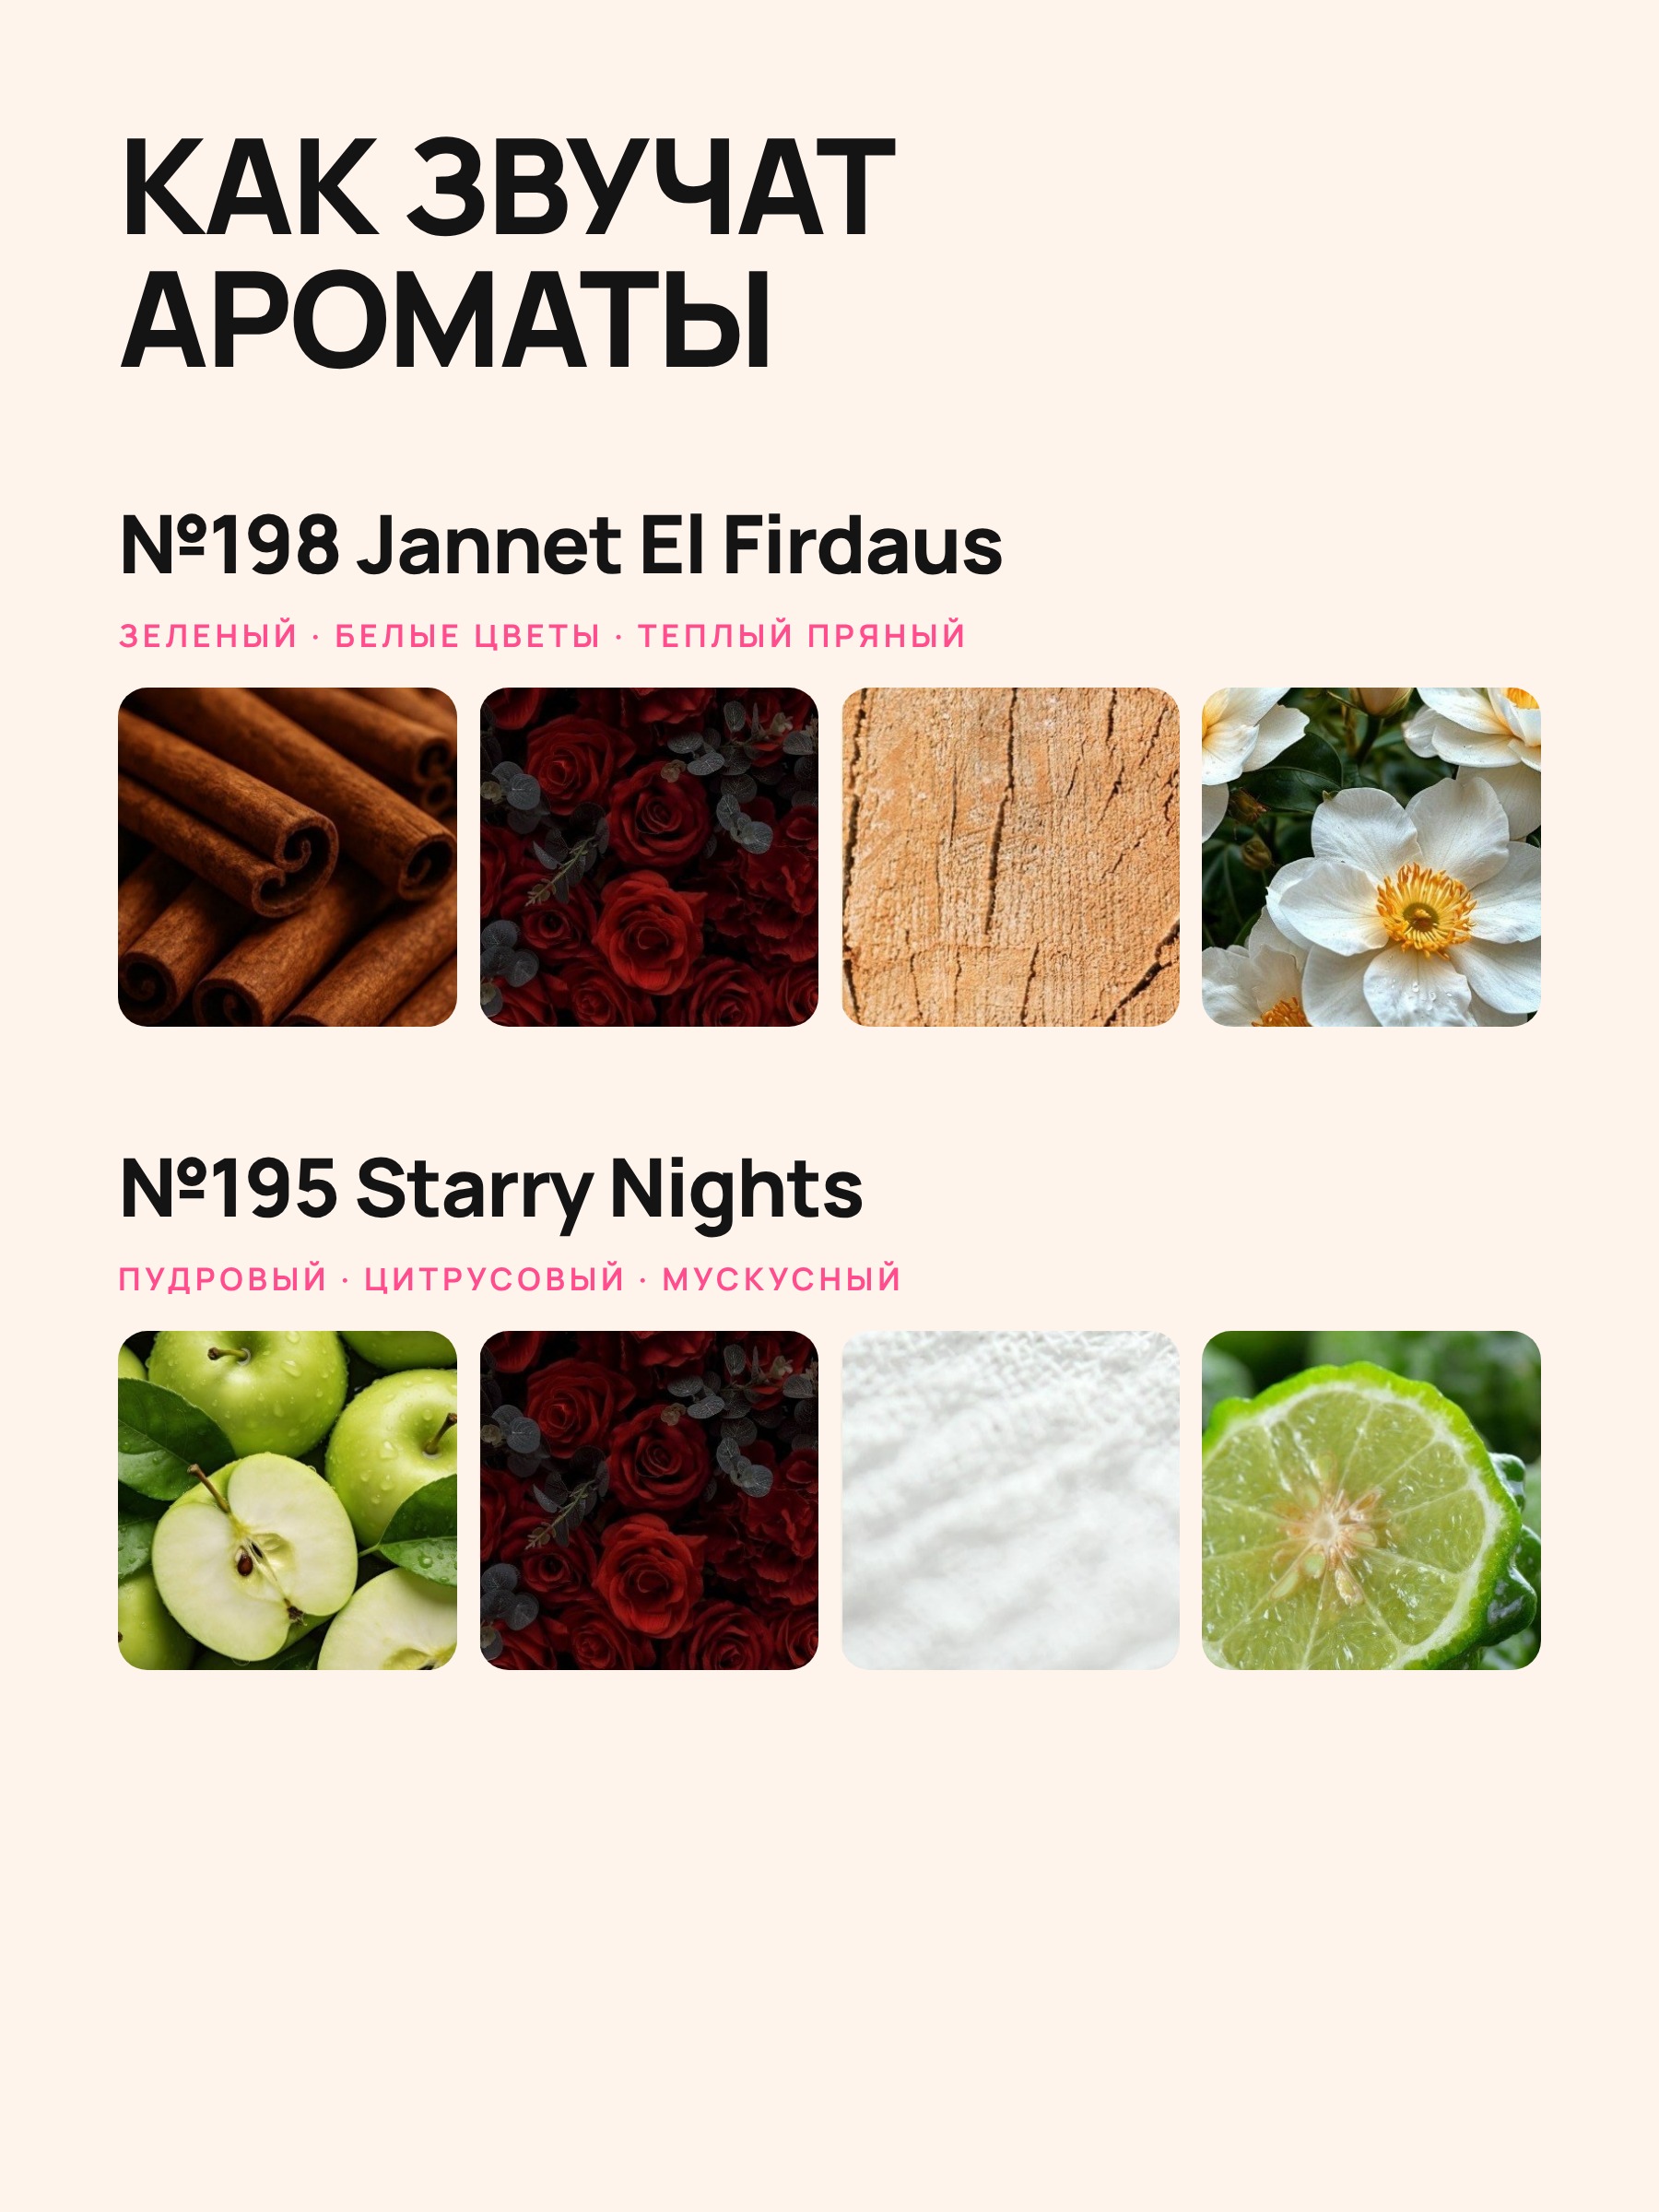 КАК ЗВУЧАТ
АРОМАТЫ
№198 Jannet El Firdaus
ЗЕЛЕНЫЙ · БЕЛЫЕ ЦВЕТЫ · ТЕПЛЫЙ ПРЯНЫЙ
№195 Starry Nights
ПУДРОВЫЙ · ЦИТРУСОВЫЙ · МУСКУСНЫЙ